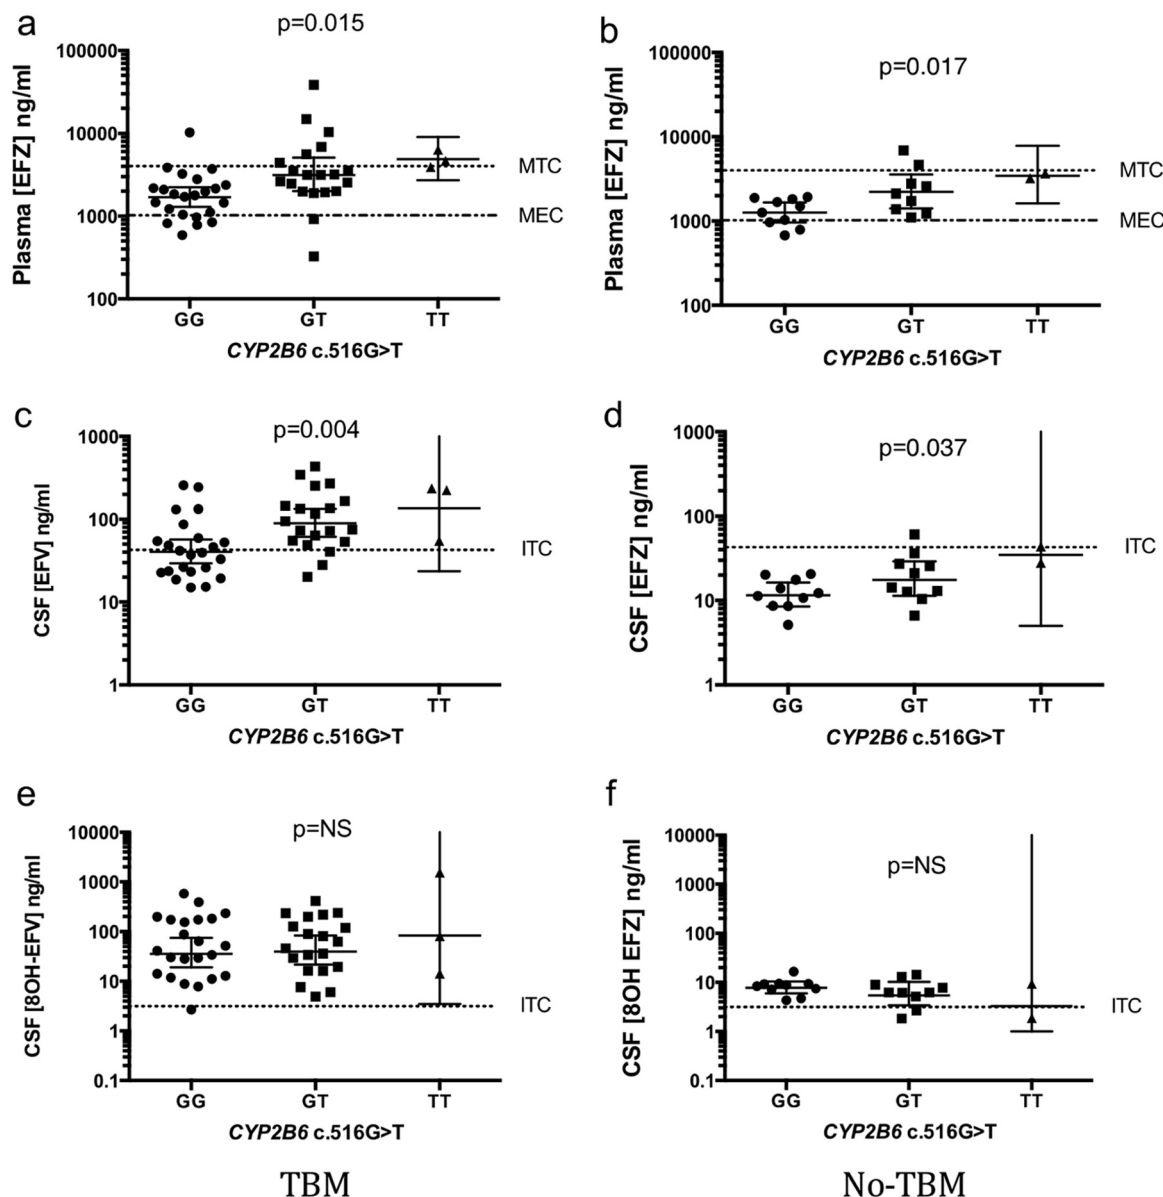 a
p=0.015
Plasma [EFZ] ng/ml
100000
10000
1000
100
MTC
MEC
GG GT TT
CYP2B6 c.516G>T
b
p=0.017
Plasma [EFZ] ng/ml
100000
10000
1000
100
MTC
MEC
GG GT TT
CYP2B6 c.516G>T
c
p=0.004
CSF [EFV] ng/ml
1000
100
10
1
ITC
GG GT TT
CYP2B6 c.516G>T
d
p=0.037
CSF [EFZ] ng/ml
1000
100
10
1
ITC
GG GT TT
CYP2B6 c.516G>T
e
p=NS
CSF [8OH-EFV] ng/ml
10000
1000
100
10
1
0.1
ITC
GG GT TT
CYP2B6 c.516G>T
f
p=NS
CSF [8OH EFZ] ng/ml
10000
1000
100
10
1
0.1
ITC
GG GT TT
CYP2B6 c.516G>T
TBM
No-TBM